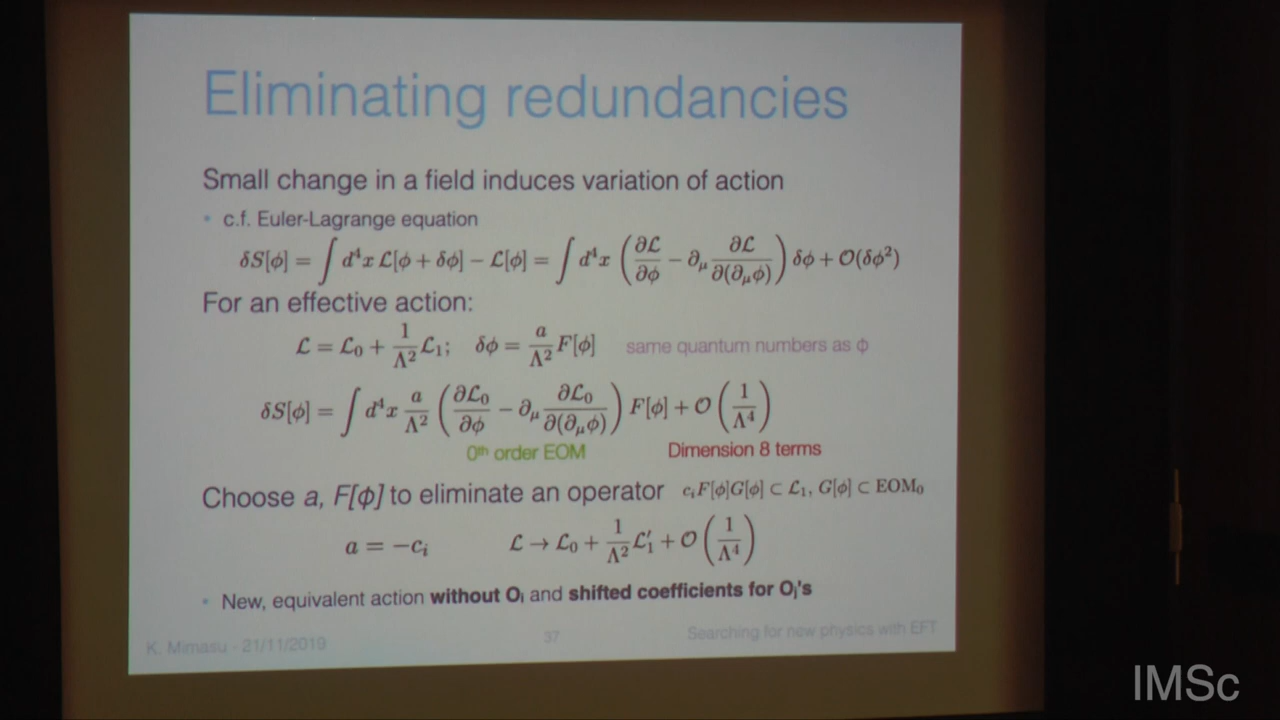 Eliminating redundancies
Small change in a field induces variation of action
• c.f. Euler-Lagrange equation
δS[ϕ] = ∫ d⁴x ℒ[ϕ + δϕ] − ℒ[ϕ] = ∫ d⁴x (∂ℒ/∂ϕ − ∂_μ ∂ℒ/∂(∂_μϕ)) δϕ + 𝒪(δϕ²)
For an effective action:
ℒ = ℒ₀ + 1/Λ² ℒ₁; δϕ = a/Λ² F[ϕ] same quantum numbers as ϕ
δS[ϕ] = ∫ d⁴x a/Λ² (∂ℒ₀/∂ϕ − ∂_μ ∂ℒ₀/∂(∂_μϕ)) F[ϕ] + 𝒪(1/Λ⁴)
0th order EOM Dimension 8 terms
Choose a, F[ϕ] to eliminate an operator c_i F[ϕ]G[ϕ] ⊂ ℒ₁, G[ϕ] ⊂ EOM₀
a = −c_i ℒ → ℒ₀ + 1/Λ² ℒ′₁ + 𝒪(1/Λ⁴)
• New, equivalent action without O_i and shifted coefficients for O_j's
K. Mimasu - 21/11/2019 37 Searching for new physics with EFT
IMSc